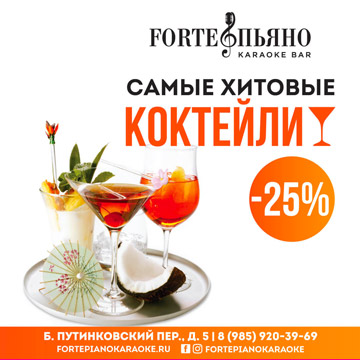 FORTEПЬЯНО
KARAOKE BAR
САМЫЕ ХИТОВЫЕ
КОКТЕЙЛИ
-25%
Б. ПУТИНКОВСКИЙ ПЕР., Д. 5 | 8 (985) 920-39-69
FORTEPIANOKARAOKE.RU | FORTEPIANOKARAOKE